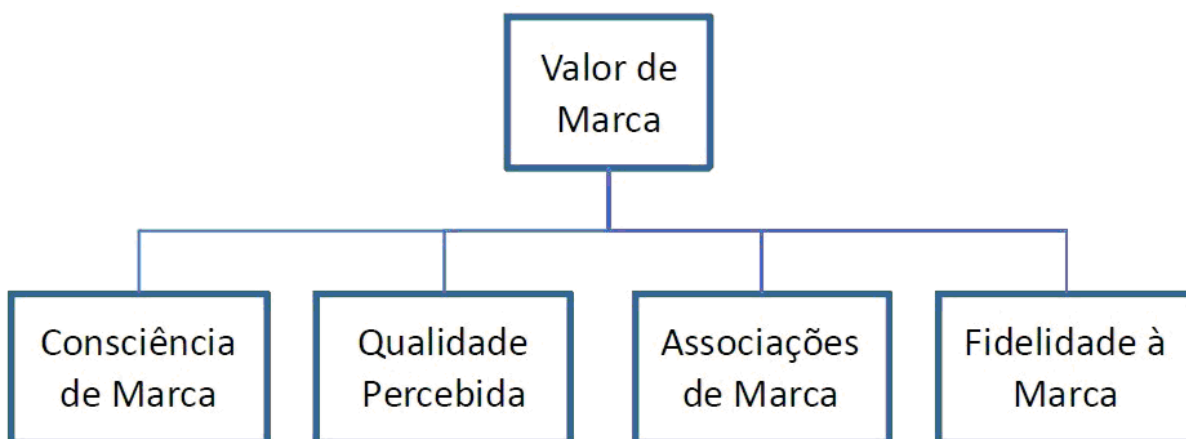 Valor de
Marca
Consciência
de Marca
Qualidade
Percebida
Associações
de Marca
Fidelidade à
Marca